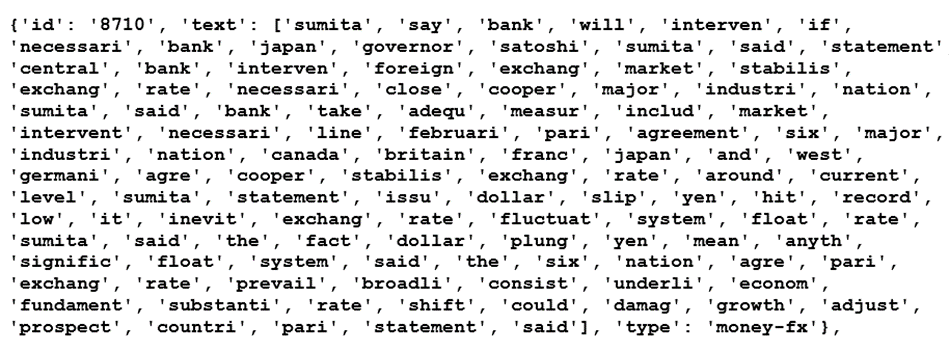 {'id': '8710', 'text': ['sumita', 'say', 'bank', 'will', 'interven', 'if',
'necessari', 'bank', 'japan', 'governor', 'satoshi', 'sumita', 'said', 'statement'
'central', 'bank', 'interven', 'foreign', 'exchang', 'market', 'stabilis',
'exchang', 'rate', 'necessari', 'close', 'cooper', 'major', 'industri', 'nation',
'sumita', 'said', 'bank', 'take', 'adequ', 'measur', 'includ', 'market',
'intervent', 'necessari', 'line', 'februari', 'pari', 'agreement', 'six', 'major',
'industri', 'nation', 'canada', 'britain', 'franc', 'japan', 'and', 'west',
'germani', 'agre', 'cooper', 'stabilis', 'exchang', 'rate', 'around', 'current',
'level', 'sumita', 'statement', 'issu', 'dollar', 'slip', 'yen', 'hit', 'record',
'low', 'it', 'inevit', 'exchang', 'rate', 'fluctuat', 'system', 'float', 'rate',
'sumita', 'said', 'the', 'fact', 'dollar', 'plung', 'yen', 'mean', 'anyth',
'signific', 'float', 'system', 'said', 'the', 'six', 'nation', 'agre', 'pari',
'exchang', 'rate', 'prevail', 'broadli', 'consist', 'underli', 'econom',
'fundament', 'substanti', 'rate', 'shift', 'could', 'damag', 'growth', 'adjust',
'prospect', 'countri', 'pari', 'statement', 'said'], 'type': 'money-fx'},